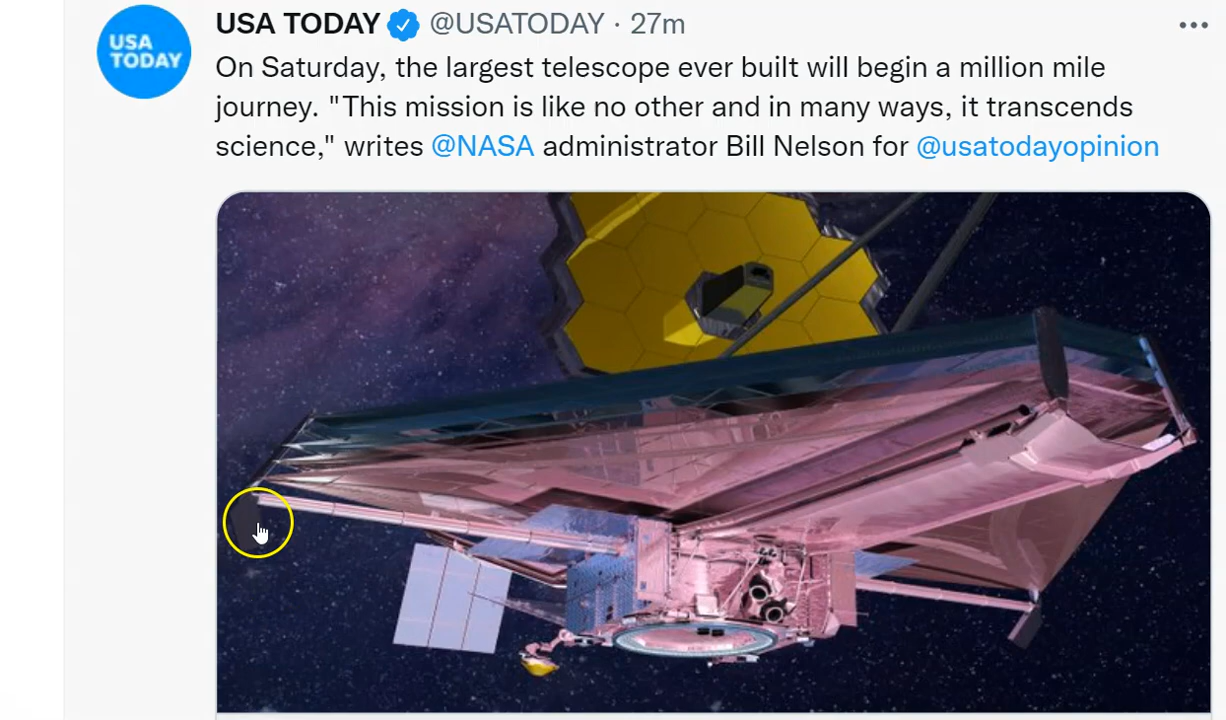 USA
TODAY
USA TODAY @USATODAY · 27m
On Saturday, the largest telescope ever built will begin a million mile
journey. "This mission is like no other and in many ways, it transcends
science," writes @NASA administrator Bill Nelson for @usatodayopinion